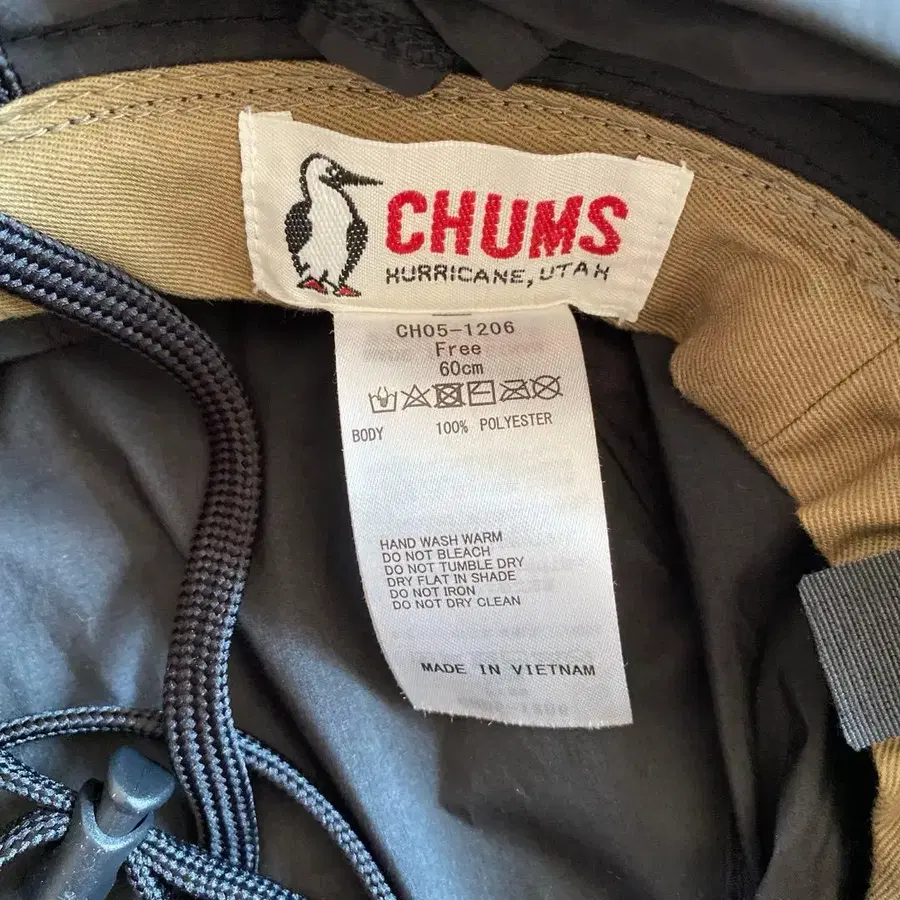 CHUMS
HURRICANE, UTAH
CH05-1206
Free
60cm
BODY 100% POLYESTER
HAND WASH WARM
DO NOT BLEACH
DO NOT TUMBLE DRY
DRY FLAT IN SHADE
DO NOT IRON
DO NOT DRY CLEAN
MADE IN VIETNAM